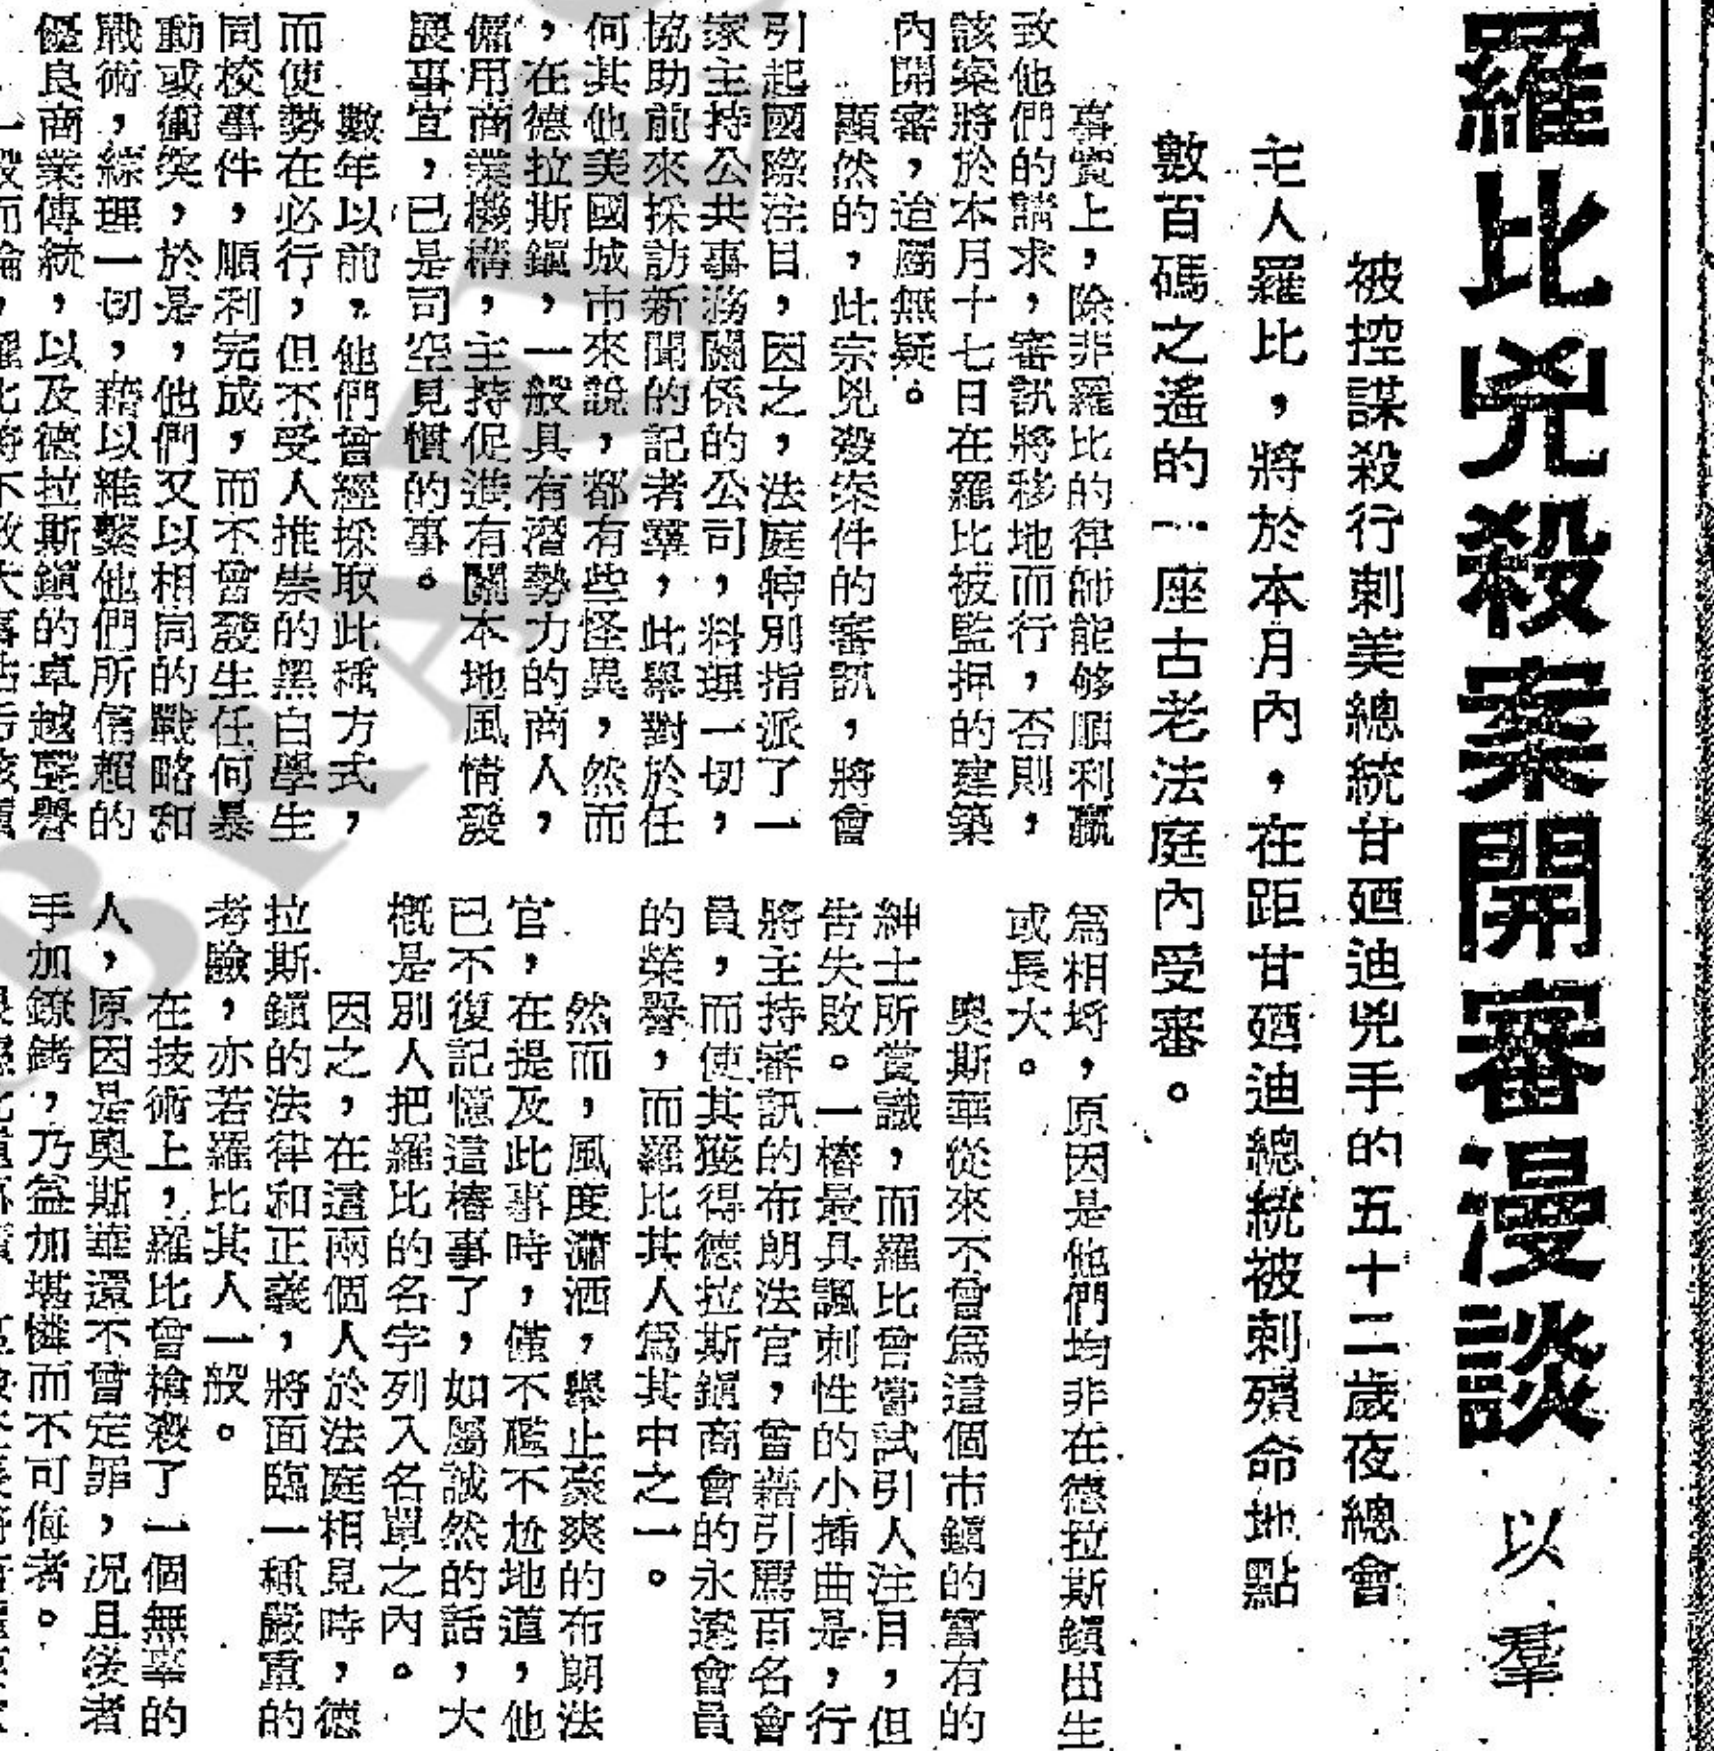 羅比兇殺案開審漫談
以羣
被控謀殺行刺美總統甘廼迪兇手的五十二歲夜總會
主人羅比，將於本月內，在距甘廼迪總統被刺殞命地點
數百碼之遙的一座古老法庭內受審。
事實上，除非羅比的律師能够順利贏
致他們的請求，審訊將移地而行，否則，
該案將於本月十七日在羅比被監押的建築
內開審，迨屬無疑。
顯然的，此宗兇殺案件的審訊，將會
引起國際注目，因之，法庭特別指派了一
家主持公共事務關係的公司，料理一切，
協助前來採訪新聞的記者羣，此舉對於任
何其他美國城市來說，都有些怪異，然而
，在德拉斯鎮，一般具有潛勢力的商人，
僱用商業機構，主持促進有關本地風情發
展事宜，已是司空見慣的事。
數年以前，他們曾經採取此種方式，
而使勢在必行，但不受人推崇的黑白學生
同校事件，順利完成，而不曾發生任何暴
動或衝突，於是，他們又以相同的戰略和
戰術，綜理一切，藉以維繫他們所信賴的
優良商業傳統，以及德拉斯鎮的卓越聲譽
爲相埒，原因是他們均非在德拉斯鎮出生
或長大。
奧斯華從來不曾爲這個市鎮的富有的
紳士所賞識，而羅比曾嘗試引人注目，但
告失敗。一樁最具諷刺性的小插曲是，行
將主持審訊的布朗法官，曾藉引薦百名會
員，而使其獲得德拉斯鎮商會的永遠會員
的榮譽，而羅比其人爲其中之一。
然而，風度瀟洒，舉止豪爽的布朗法
官，在提及此事時，僅不尷不尬地道，他
已不復記憶這樁事了，如屬誠然的話，大
概是別人把羅比的名字列入名單之內。
因之，在這兩個人於法庭相見時，德
拉斯鎮的法律和正義，將面臨一種嚴重的
考驗，亦若羅比其人一般。
在技術上，羅比曾槍殺了一個無辜的
人，原因是奧斯華還不曾定罪，況且後者
手加鐐銬，乃益加堪憐而不可侮者。